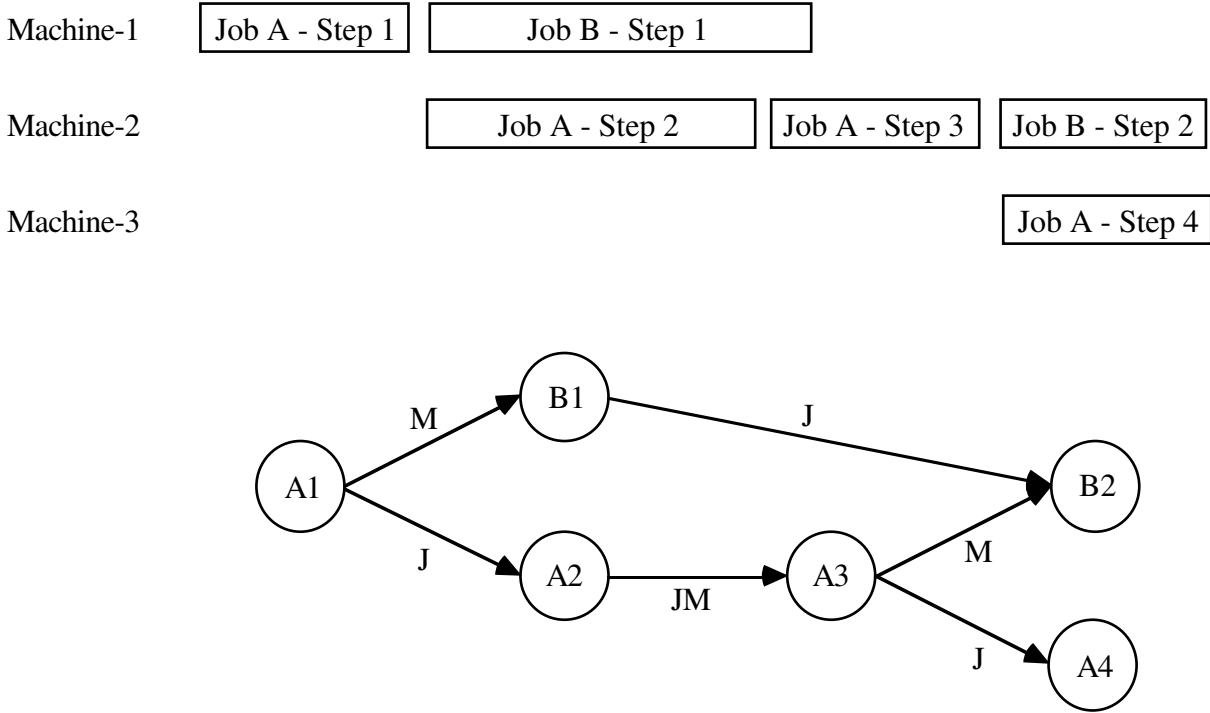 Machine-1 Job A - Step 1 Job B - Step 1
Machine-2 Job A - Step 2 Job A - Step 3 Job B - Step 2
Machine-3 Job A - Step 4
B1
M J
A1 B2
J A2 JM A3 M
J A4